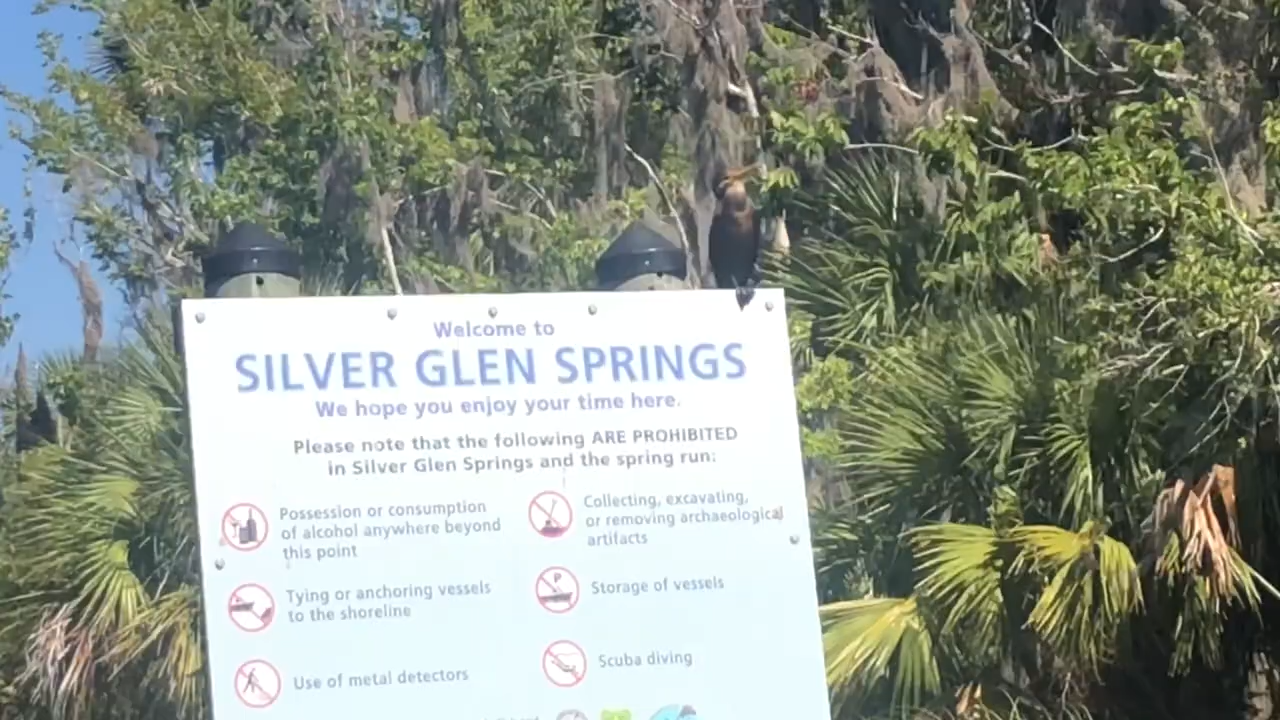 Welcome to
SILVER GLEN SPRINGS
We hope you enjoy your time here.
Please note that the following ARE PROHIBITED
in Silver Glen Springs and the spring run:
Possession or consumption
of alcohol anywhere beyond
this point
Collecting, excavating,
or removing archaeological
artifacts
Tying or anchoring vessels
to the shoreline
Storage of vessels
Use of metal detectors
Scuba diving